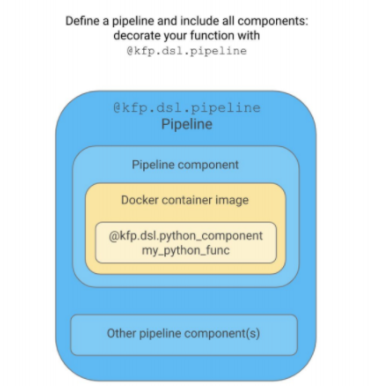 Define a pipeline and include all components:
decorate your function with
@kfp.dsl.pipeline
@kfp.dsl.pipeline
Pipeline
Pipeline component
Docker container image
@kfp.dsl.python_component
my_python_func
Other pipeline component(s)